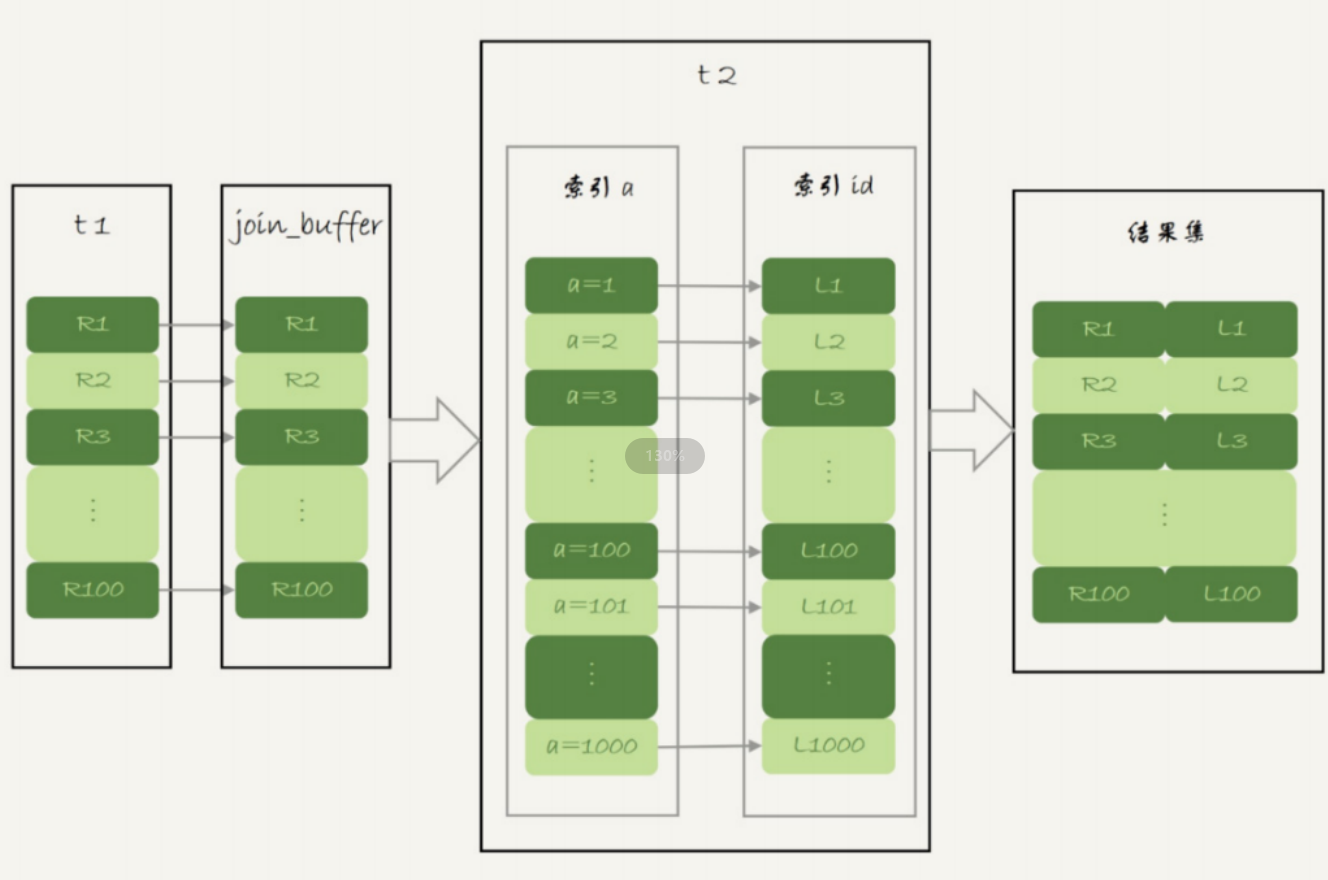 t1
R1
R2
R3
⋮
R100
join_buffer
R1
R2
R3
⋮
R100
t2
索引 a
a=1
a=2
a=3
⋮
a=100
a=101
⋮
a=1000
索引 id
L1
L2
L3
⋮
L100
L101
⋮
L1000
130%
结果集
R1 L1
R2 L2
R3 L3
⋮
R100 L100